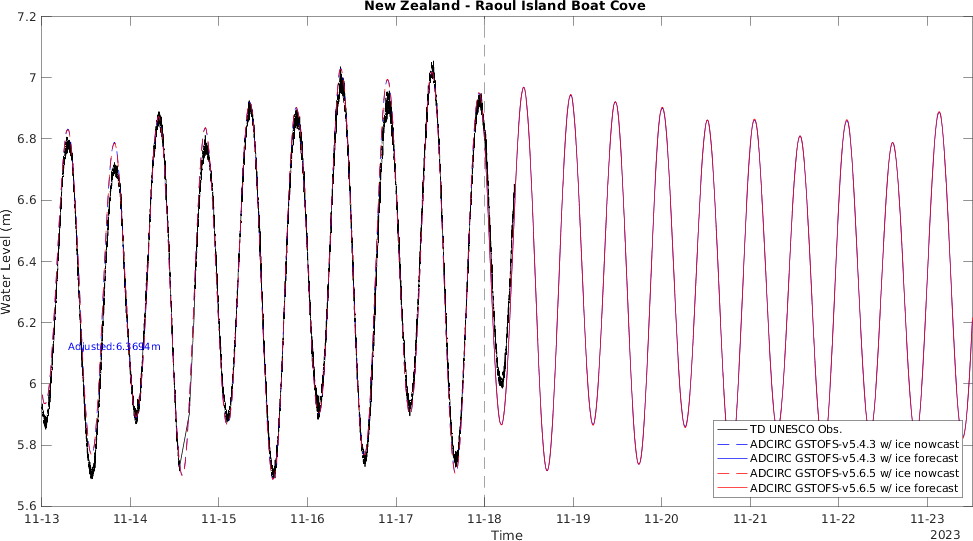 New Zealand - Raoul Island Boat Cove
7.2
7
6.8
6.6
6.4
6.2
6
5.8
5.6
Water Level (m)
Adjusted:6.3694m
TD UNESCO Obs.
ADCIRC GSTOFS-v5.4.3 w/ ice nowcast
ADCIRC GSTOFS-v5.4.3 w/ ice forecast
ADCIRC GSTOFS-v5.6.5 w/ ice nowcast
ADCIRC GSTOFS-v5.6.5 w/ ice forecast
11-13 11-14 11-15 11-16 11-17 11-18 11-19 11-20 11-21 11-22 11-23
Time
2023